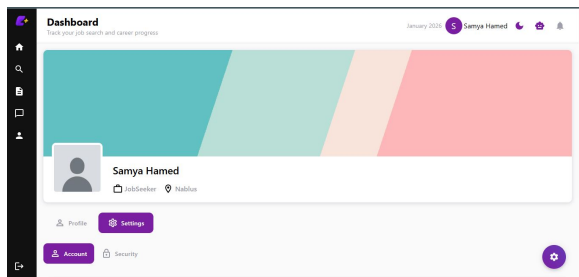 Dashboard
Track your job search and career progress
January 2026 S Samya Hamed
Samya Hamed
JobSeeker Nablus
Profile Settings
Account Security